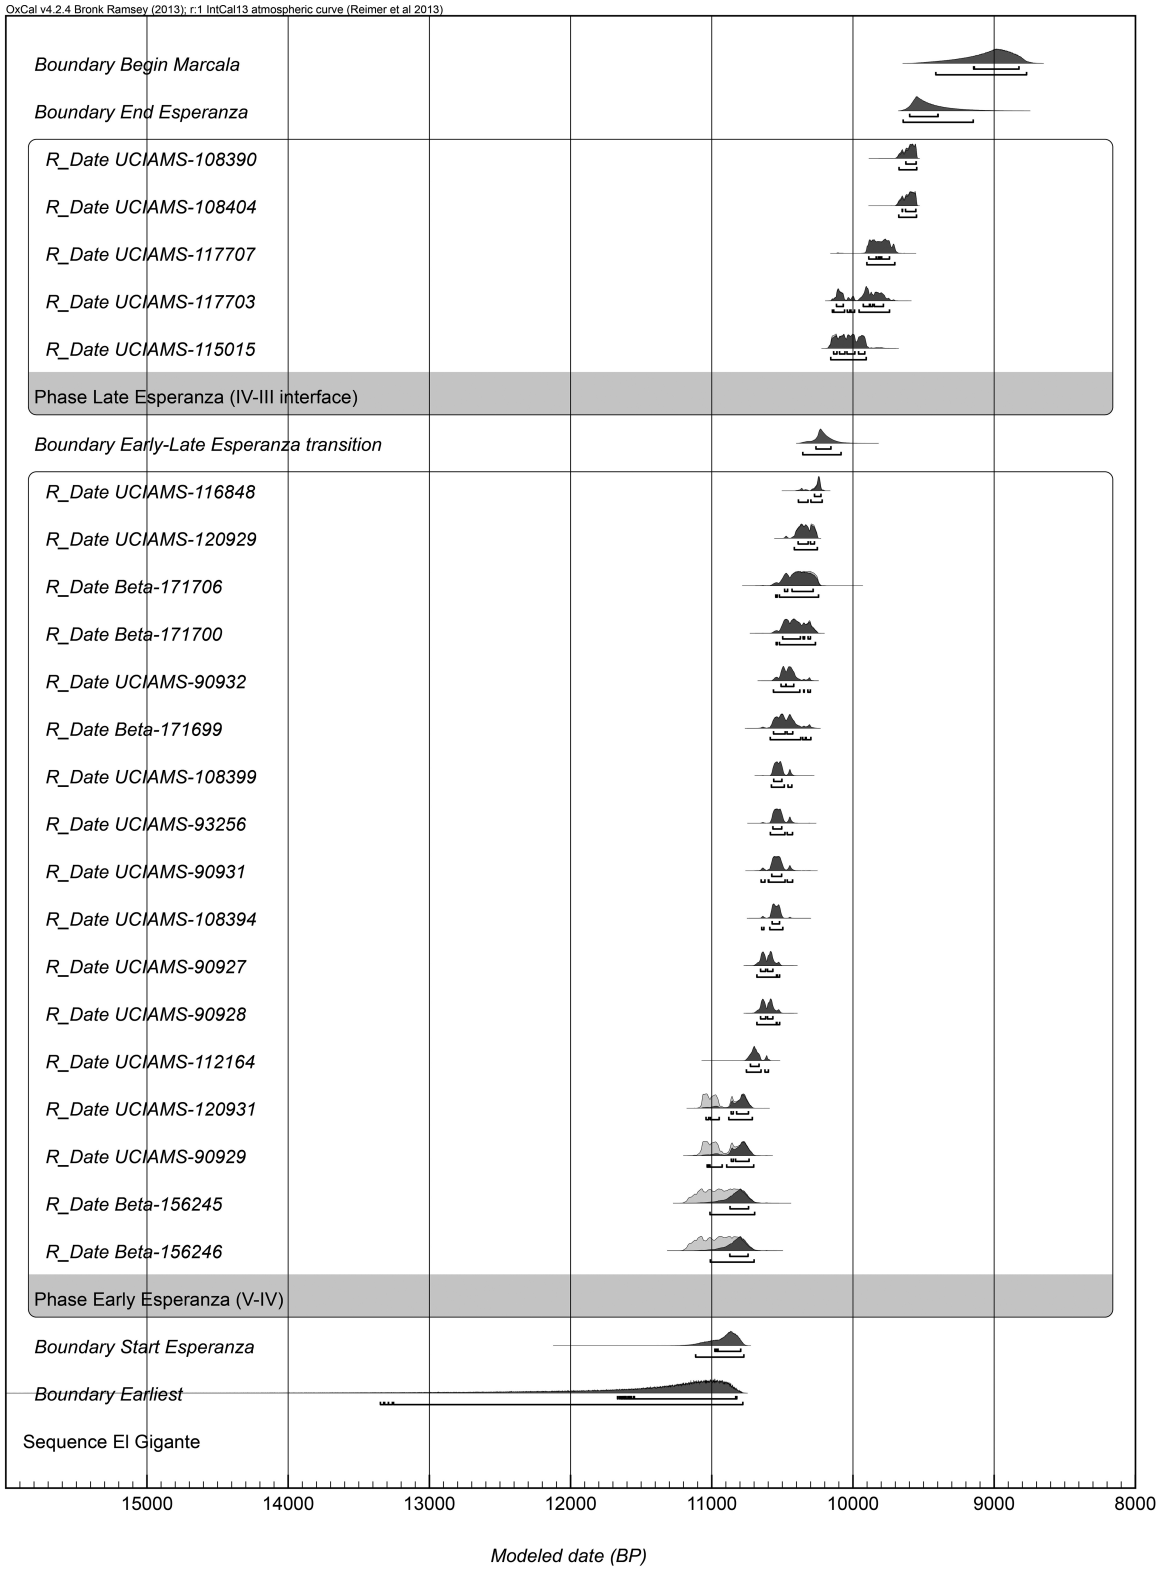 OxCal v4.2.4 Bronk Ramsey (2013); r:1 IntCal13 atmospheric curve (Reimer et al 2013)
Boundary Begin Marcala
Boundary End Esperanza
R_Date UCIAMS-108390
R_Date UCIAMS-108404
R_Date UCIAMS-117707
R_Date UCIAMS-117703
R_Date UCIAMS-115015
Phase Late Esperanza (IV-III interface)
Boundary Early-Late Esperanza transition
R_Date UCIAMS-116848
R_Date UCIAMS-120929
R_Date Beta-171706
R_Date Beta-171700
R_Date UCIAMS-90932
R_Date Beta-171699
R_Date UCIAMS-108399
R_Date UCIAMS-93256
R_Date UCIAMS-90931
R_Date UCIAMS-108394
R_Date UCIAMS-90927
R_Date UCIAMS-90928
R_Date UCIAMS-112164
R_Date UCIAMS-120931
R_Date UCIAMS-90929
R_Date Beta-156245
R_Date Beta-156246
Phase Early Esperanza (V-IV)
Boundary Start Esperanza
Boundary Earliest
Sequence El Gigante
15000 14000 13000 12000 11000 10000 9000 8000
Modeled date (BP)